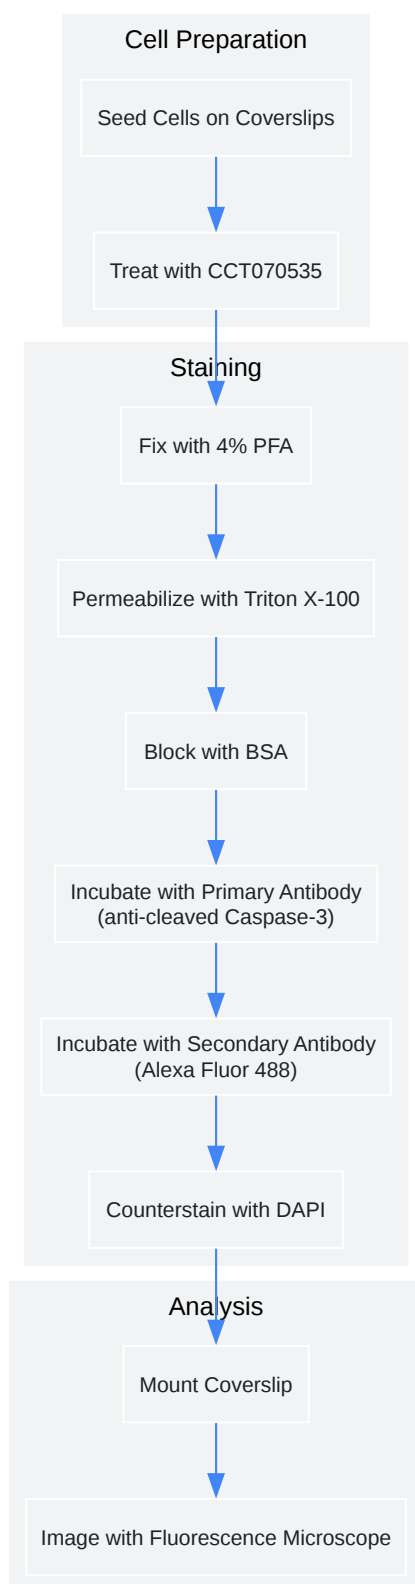 Cell Preparation
Seed Cells on Coverslips
Treat with CCT070535
Staining
Fix with 4% PFA
Permeabilize with Triton X-100
Block with BSA
Incubate with Primary Antibody
(anti-cleaved Caspase-3)
Incubate with Secondary Antibody
(Alexa Fluor 488)
Counterstain with DAPI
Analysis
Mount Coverslip
Image with Fluorescence Microscope